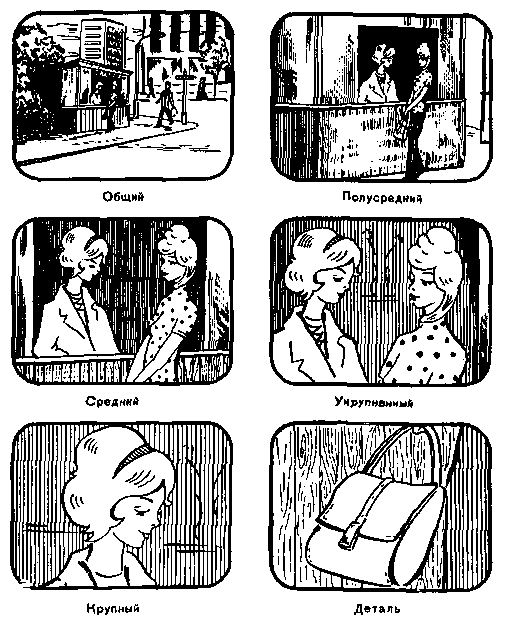 Общий
Полусредний
Средний
Укрупненный
Крупный
Деталь